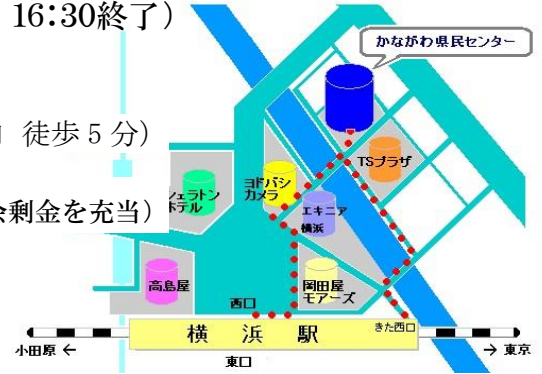 16:30終了）
かながわ県民センター
徒歩 5 分）
TSプラザ
ヨドバシ
カメラ
シェラトン
ホテル
エキニア
横浜
剰金を充当）
高島屋
岡田屋
モアーズ
西口
きた西口
横 浜 駅
小田原 ←
→ 東京
東口